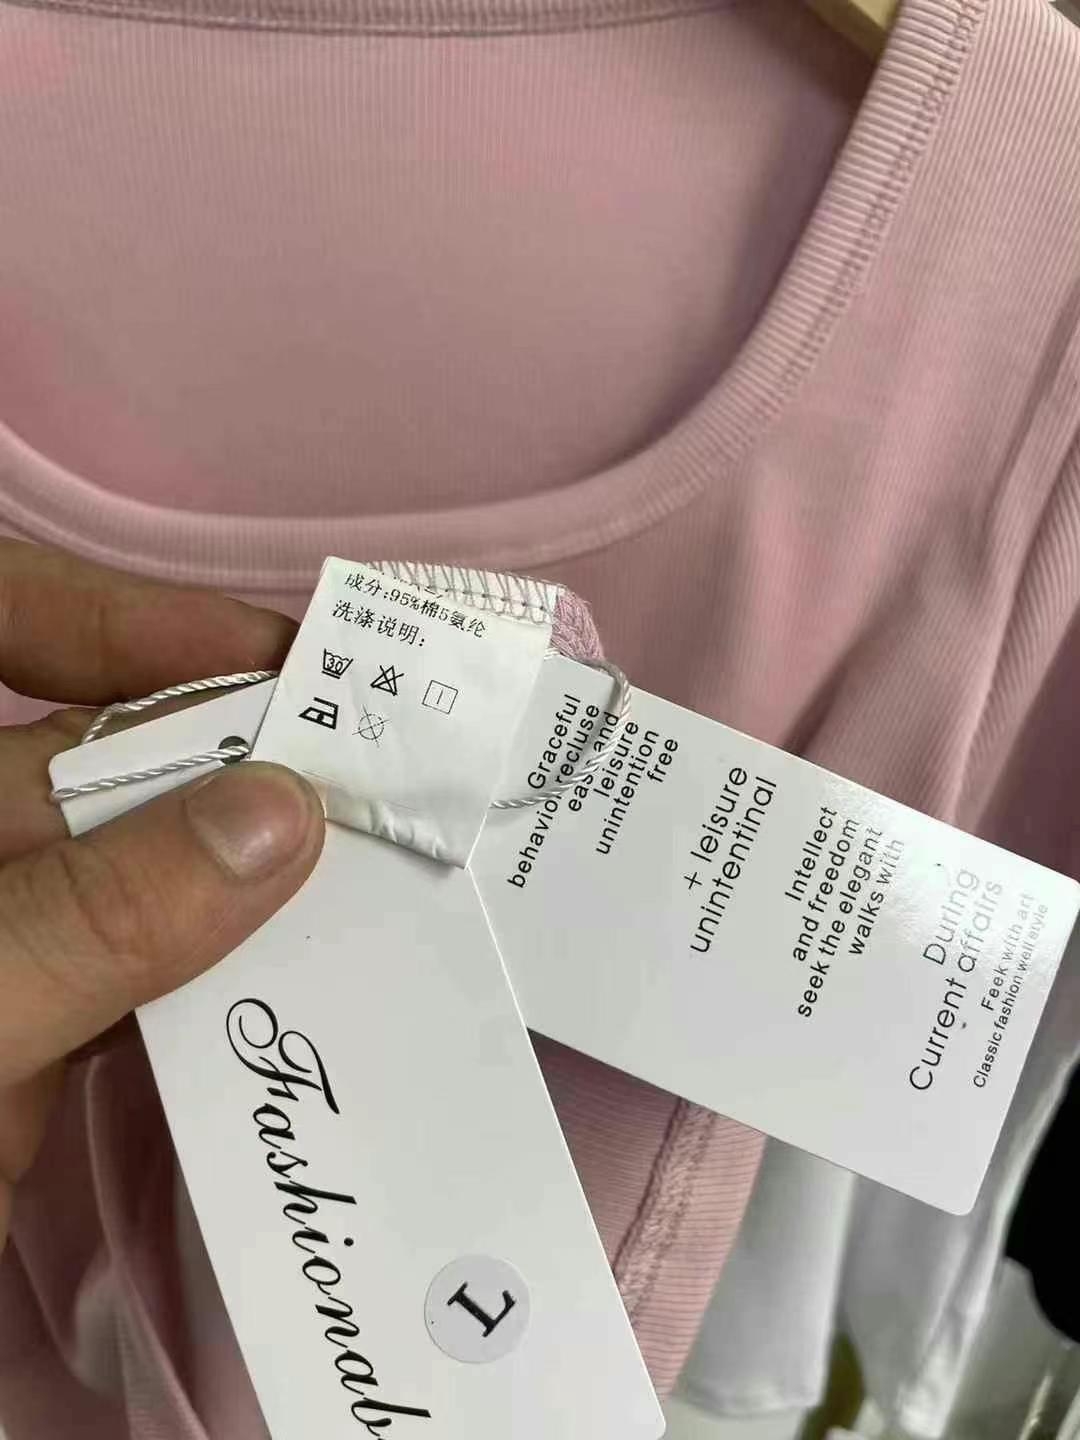 成分:95%棉5氨纶
洗涤说明:
30
Graceful
behavior recluse
easy and
leisure
unintention
free
+ leisure
unintentinal
Intellect
and freedom
seek the elegant
walks with
During
Current affairs
Feek with art
Classic fashion well style
Fashionab
L